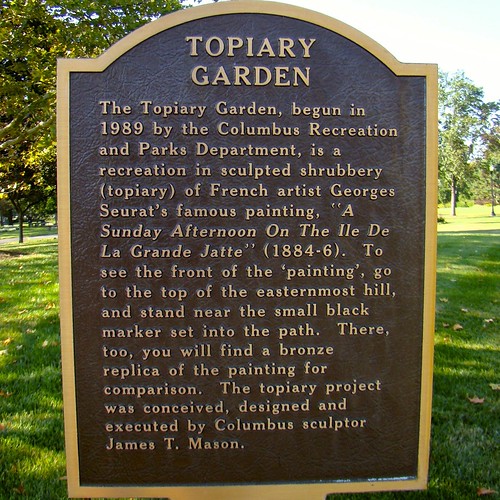 TOPIARY
GARDEN
The Topiary Garden, begun in
1989 by the Columbus Recreation
and Parks Department, is a
recreation in sculpted shrubbery
(topiary) of French artist Georges
Seurat's famous painting, "A
Sunday Afternoon On The Ile De
La Grande Jatte" (1884-6). To
see the front of the 'painting', go
to the top of the easternmost hill,
and stand near the small black
marker set into the path. There,
too, you will find a bronze
replica of the painting for
comparison. The topiary project
was conceived, designed and
executed by Columbus sculptor
James T. Mason.